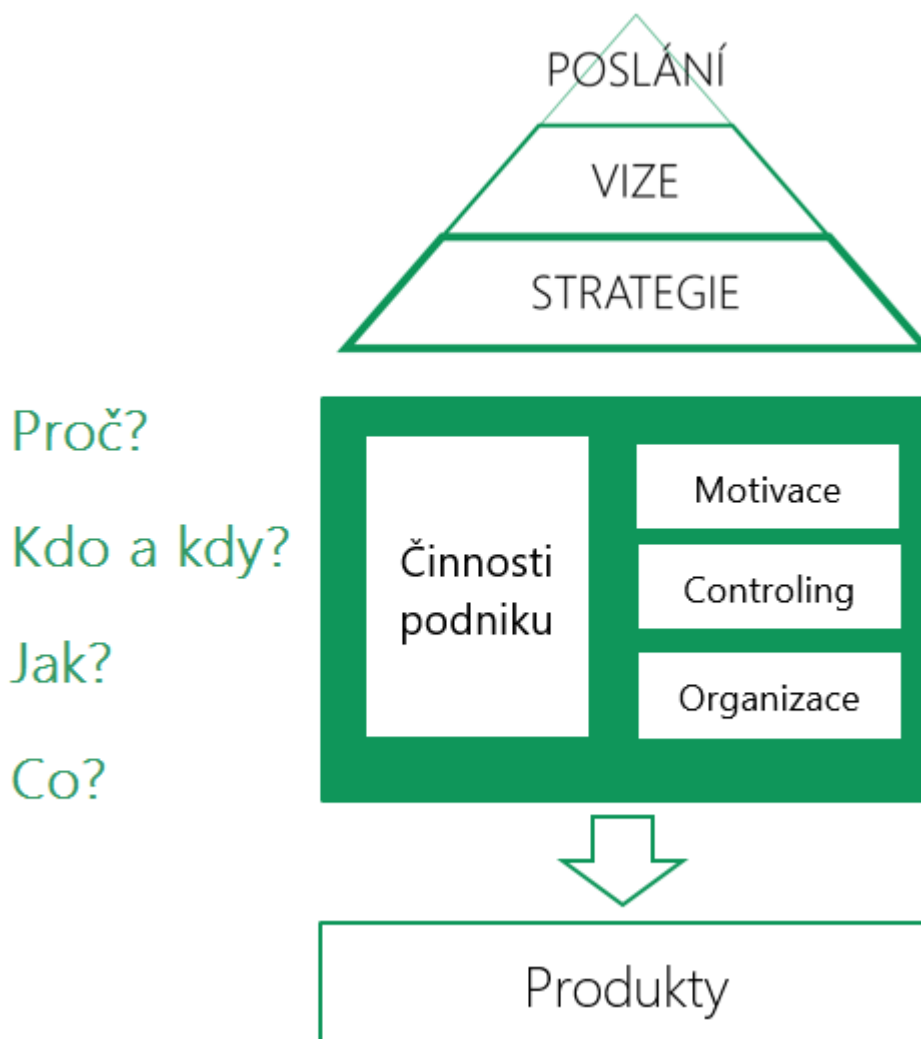 POSLÁNÍ
VIZE
STRATEGIE
Proč?
Kdo a kdy?
Jak?
Co?
Činnosti
podniku
Motivace
Controling
Organizace
Produkty